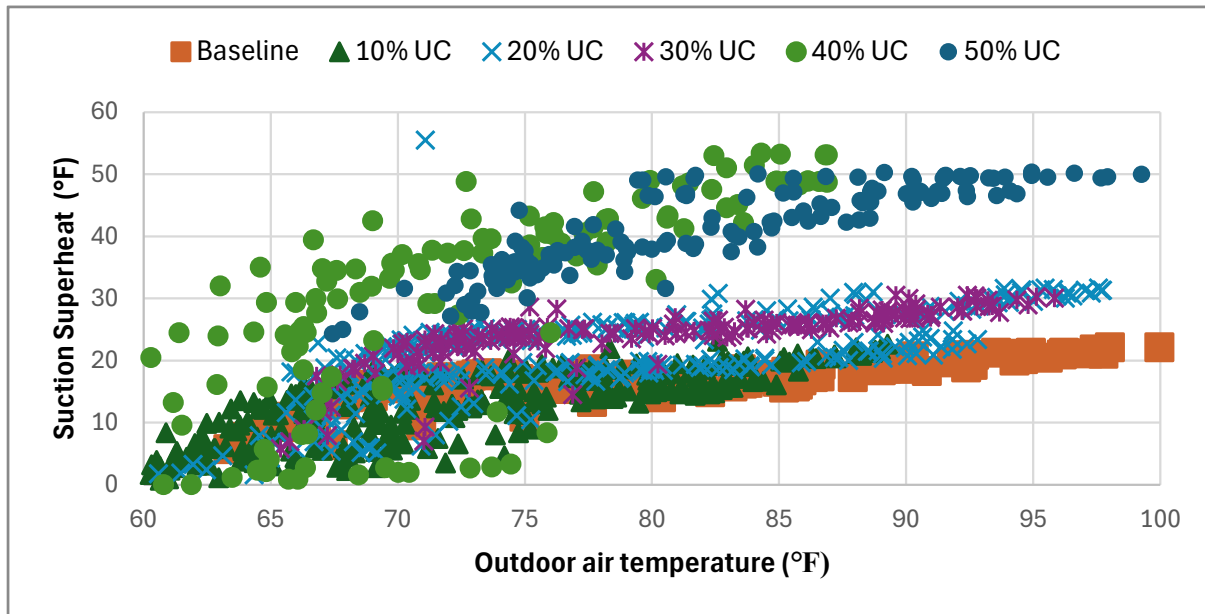 Baseline 10% UC 20% UC 30% UC 40% UC 50% UC
60
50
40
30
20
10
0
Suction Superheat (°F)
60 65 70 75 80 85 90 95 100
Outdoor air temperature (°F)